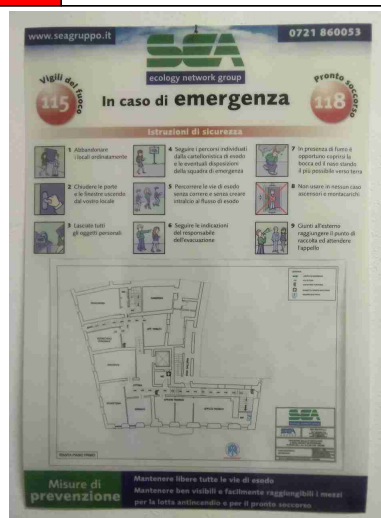 www.seagruppo.it
0721 860053
SEA
ecology network group
Vigili del fuoco
115
Pronto soccorso
118
In caso di emergenza
Istruzioni di sicurezza
1 Abbandonare
i locali ordinatamente
2 Chiudere le porte
e le finestre uscendo
dal vostro locale
3 Lasciate tutti
gli oggetti personali
4 Seguire i percorsi individuati
dalla cartellonistica di esodo
e le eventuali disposizioni
della squadra di emergenza
5 Percorrere le vie di esodo
senza correre e senza creare
intralcio al flusso di esodo
6 Seguire le indicazioni
del responsabile
dell'evacuazione
7 In presenza di fumo è
opportuno coprirsi la
bocca ed il naso stando
il più possibile verso terra
8 Non usare in nessun caso
ascensori e montacarichi
9 Giunti all'esterno
raggiungere il punto di
raccolta ed attendere
l'appello
SEA
Misure di
prevenzione
Mantenere libere tutte le vie di esodo
Mantenere ben visibili e facilmente raggiungibili i mezzi
per la lotta antincendio e per il pronto soccorso